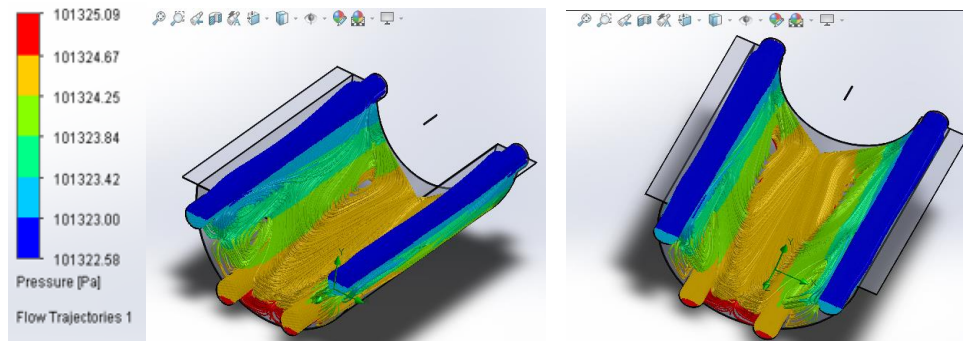 101325.09
101324.67
101324.25
101323.84
101323.42
101323.00
101322.58
Pressure [Pa]
Flow Trajectories 1
Y
Y